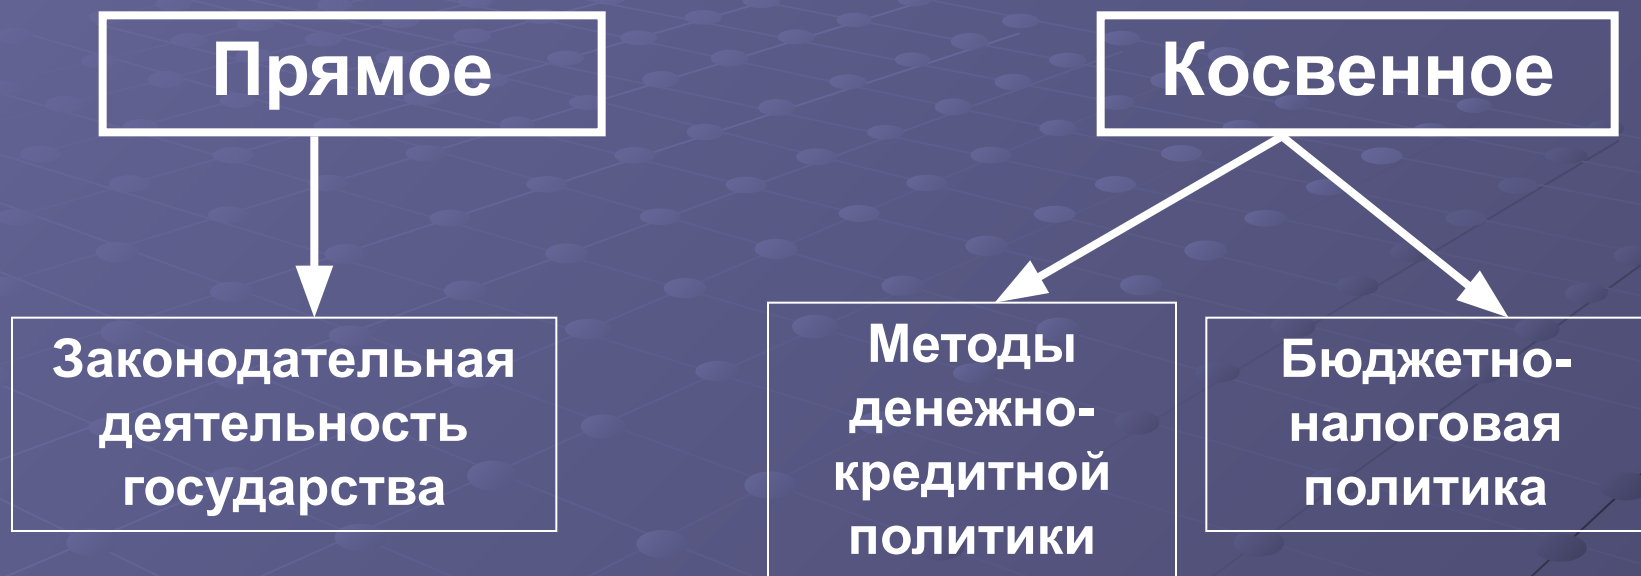 Прямое
Косвенное
Законодательная
деятельность
государства
Методы
денежно-
кредитной
политики
Бюджетно-
налоговая
политика